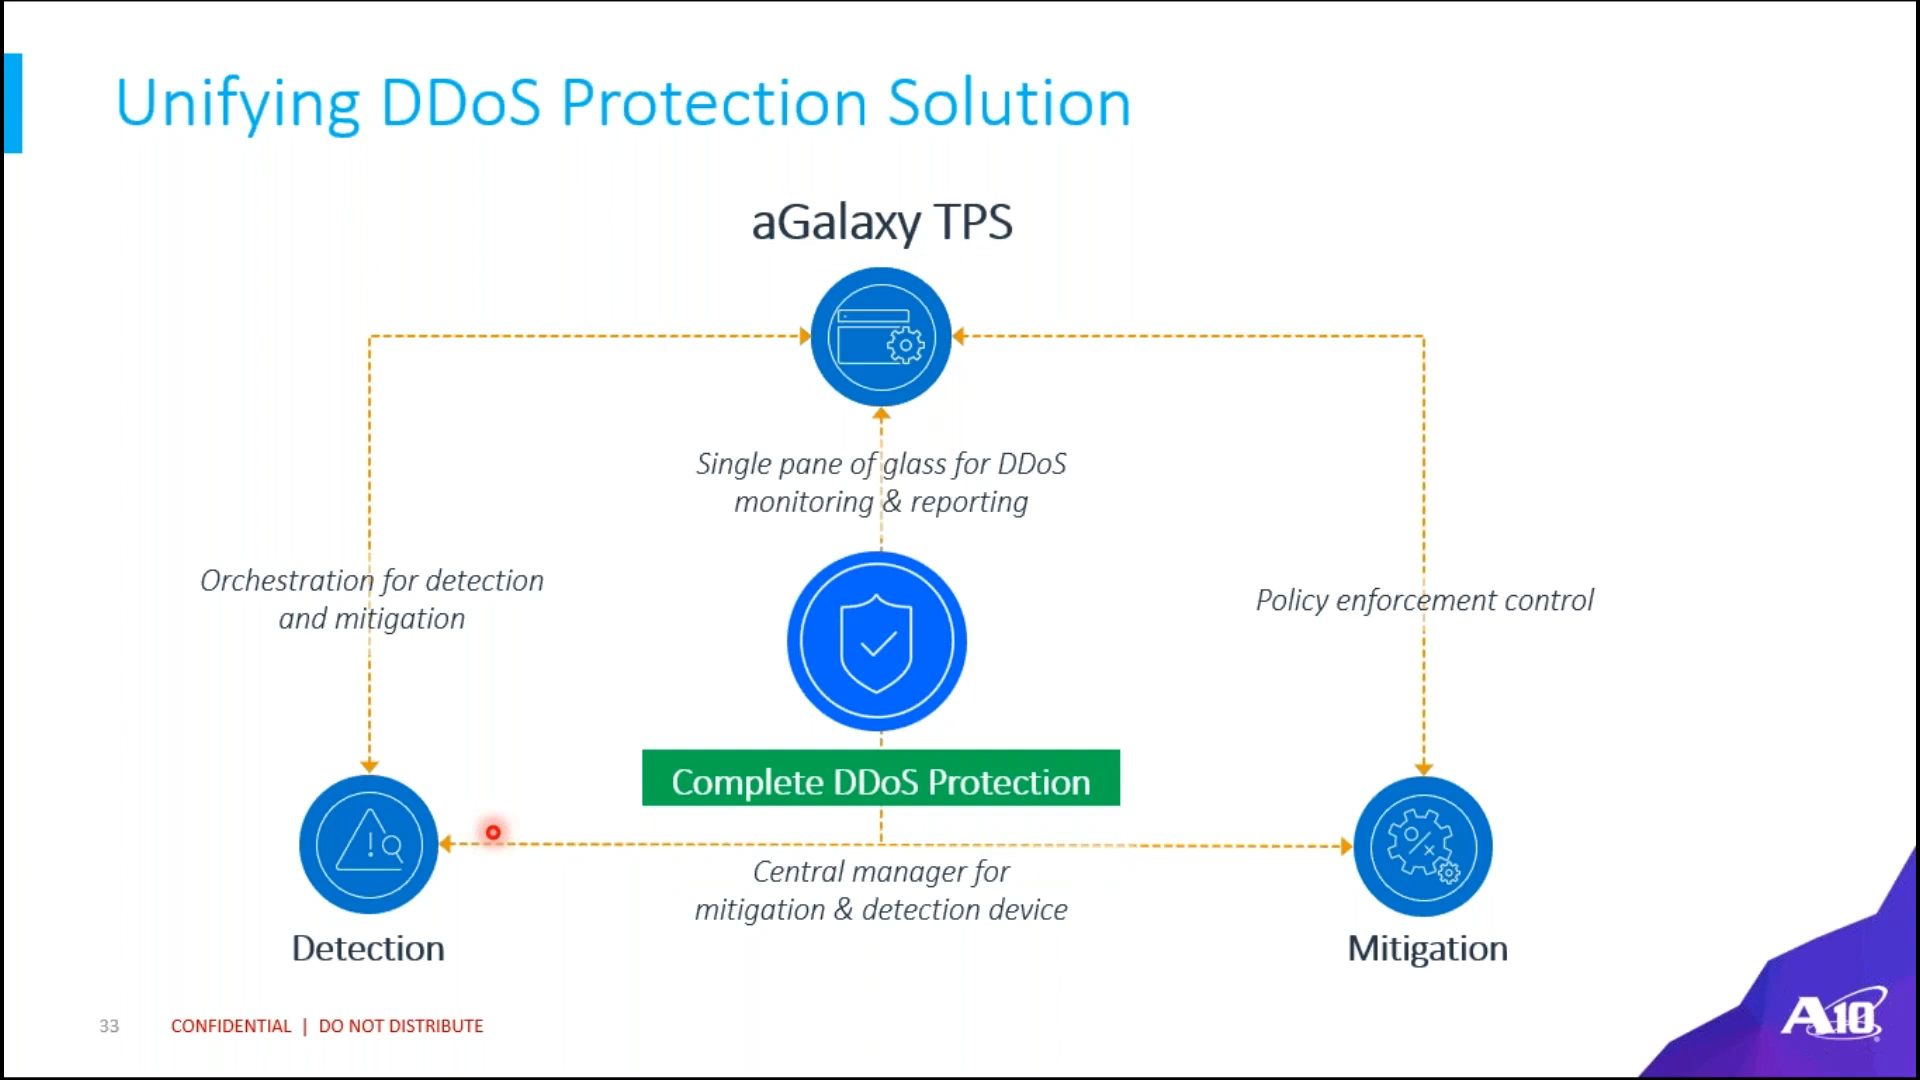 Unifying DDoS Protection Solution
aGalaxy TPS
Single pane of glass for DDoS
monitoring & reporting
Orchestration for detection
and mitigation
Policy enforcement control
Complete DDoS Protection
Central manager for
mitigation & detection device
Detection
Mitigation
33 CONFIDENTIAL | DO NOT DISTRIBUTE
A10